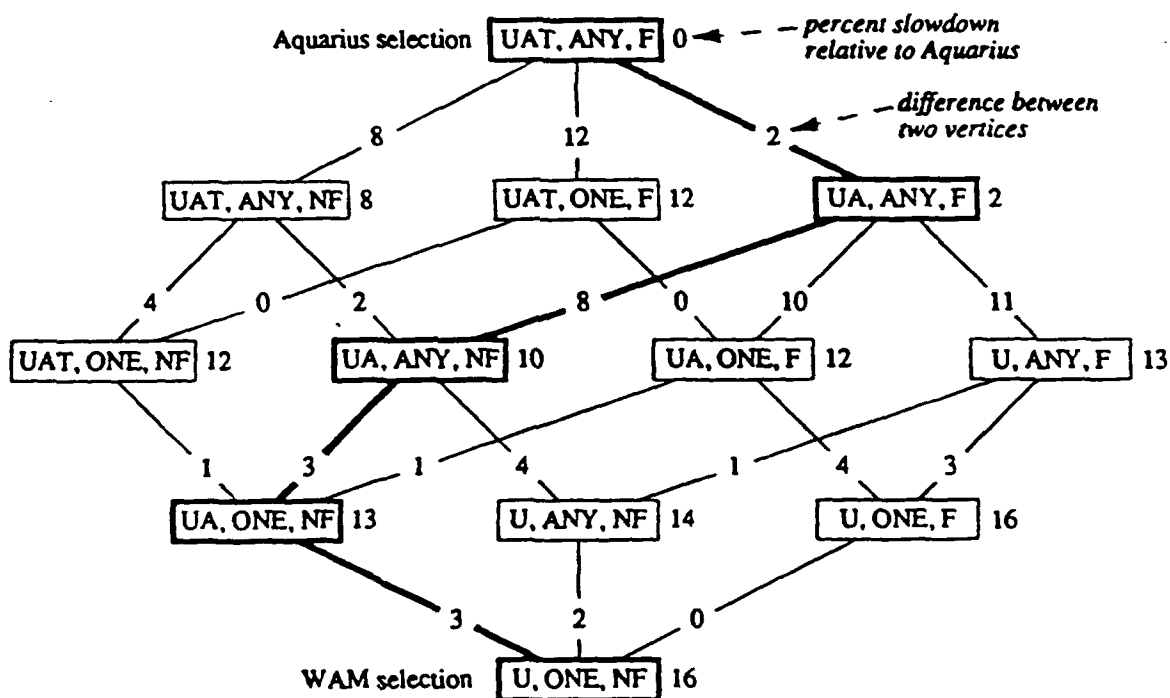 Aquarius selection UAT, ANY, F 0 percent slowdown
relative to Aquarius
difference between
two vertices
8 12 2
UAT, ANY, NF 8 UAT, ONE, F 12 UA, ANY, F 2
4 0 2 8 0 10 11
UAT, ONE, NF 12 UA, ANY, NF 10 UA, ONE, F 12 U, ANY, F 13
1 3 1 4 1 4 3
UA, ONE, NF 13 U, ANY, NF 14 U, ONE, F 16
3 2 0
WAM selection U, ONE, NF 16